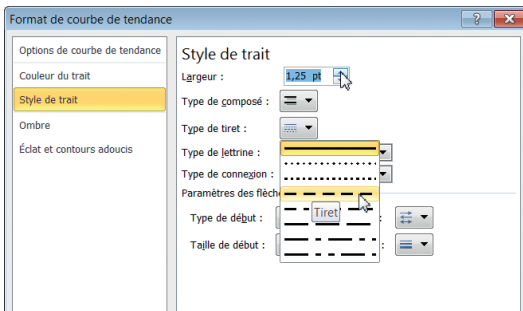 Format de courbe de tendance
Options de courbe de tendance
Couleur du trait
Style de trait
Ombre
Éclat et contours adoucis
Style de trait
Largeur :
1,25 pt
Type de composé :
Type de tiret :
Type de lettrine :
Type de connexion :
Paramètres des flèch
Tiret
Type de début : :
Taille de début : :